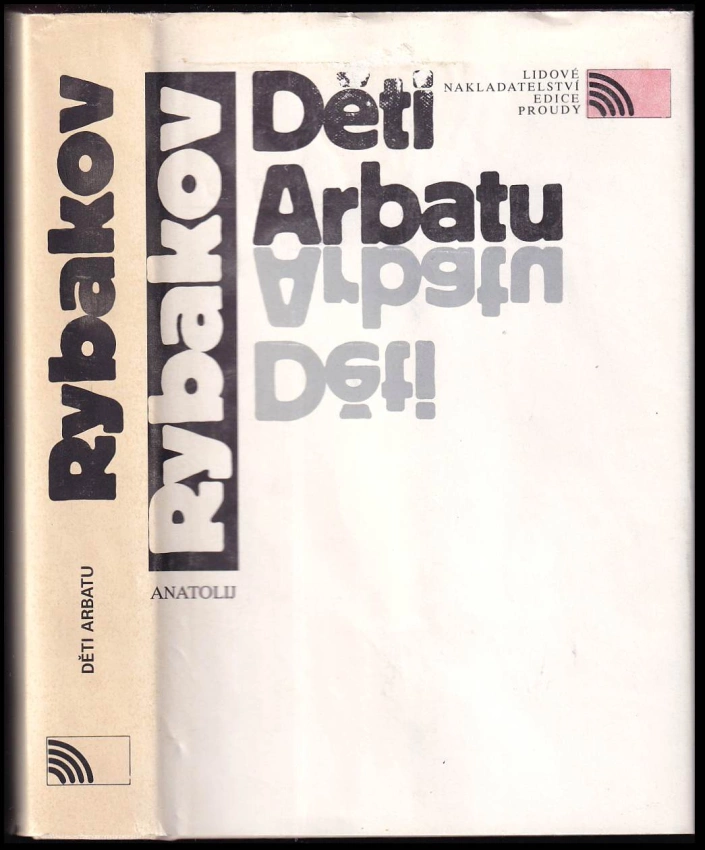 Rybakov
DĚTI ARBATU
Rybakov
ANATOLIJ
Děti
Arbatu
Arbatu
Děti
LIDOVÉ
NAKLADATELSTVÍ
EDICE
PROUDY